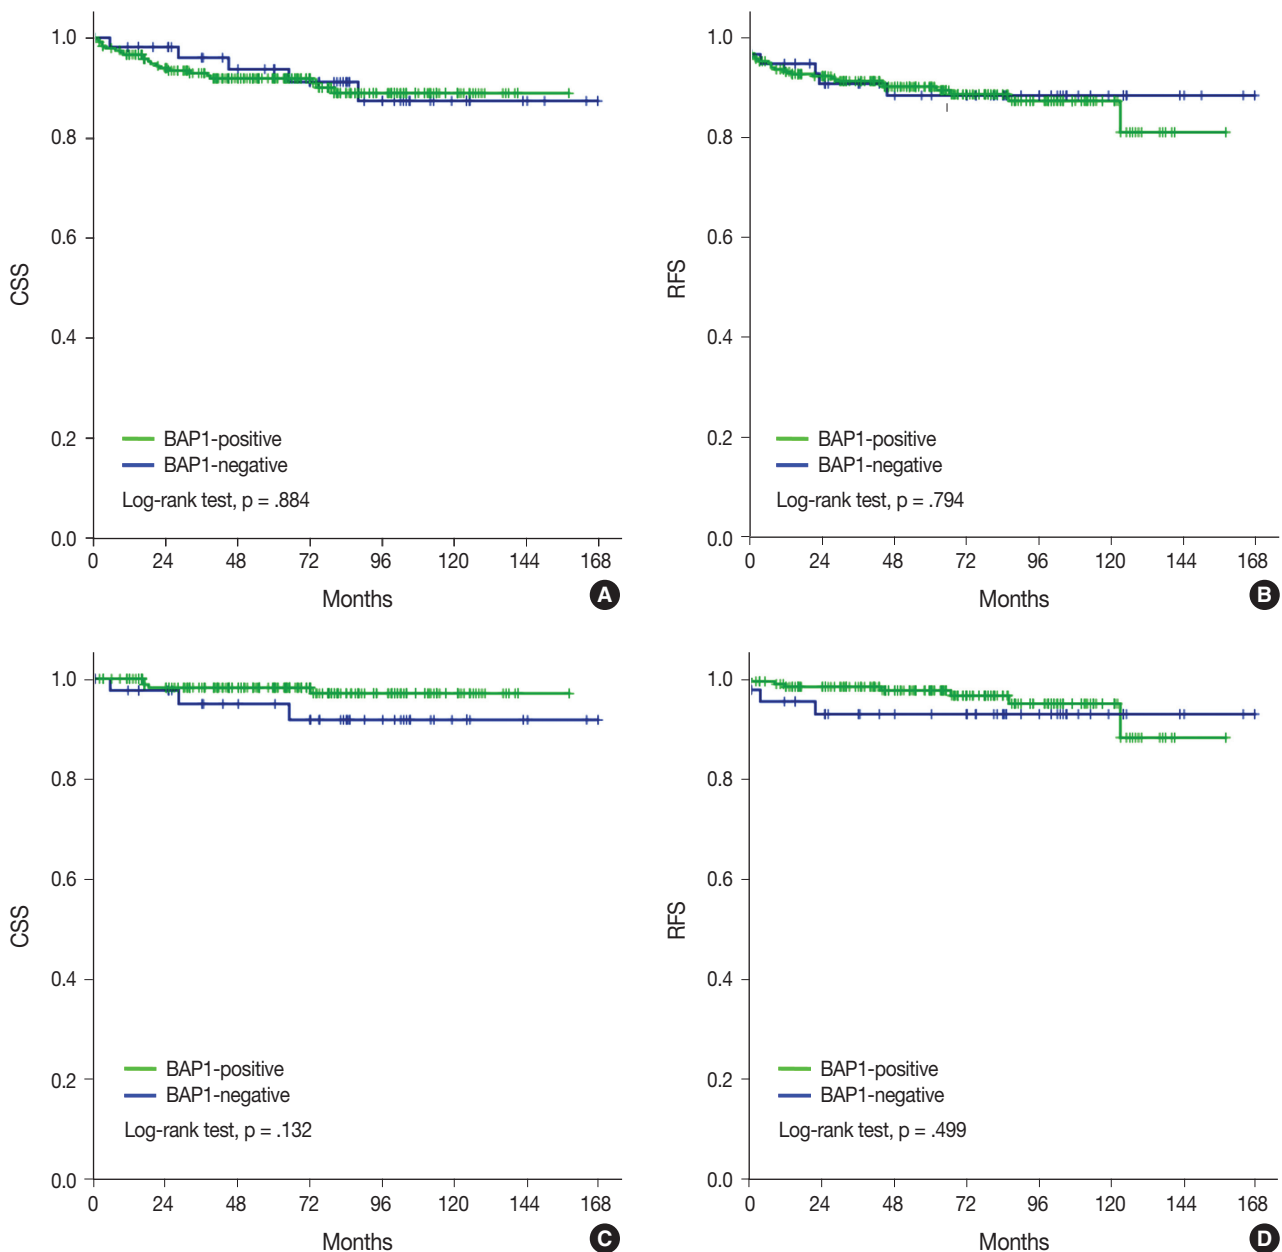 1.0
0.8
0.6
0.4
0.2
0.0
CSS
BAP1-positive
BAP1-negative
Log-rank test, p = .884
0 24 48 72 96 120 144 168
Months
A
1.0
0.8
0.6
0.4
0.2
0.0
RFS
BAP1-positive
BAP1-negative
Log-rank test, p = .794
0 24 48 72 96 120 144 168
Months
B
1.0
0.8
0.6
0.4
0.2
0.0
CSS
BAP1-positive
BAP1-negative
Log-rank test, p = .132
0 24 48 72 96 120 144 168
Months
C
1.0
0.8
0.6
0.4
0.2
0.0
RFS
BAP1-positive
BAP1-negative
Log-rank test, p = .499
0 24 48 72 96 120 144 168
Months
D